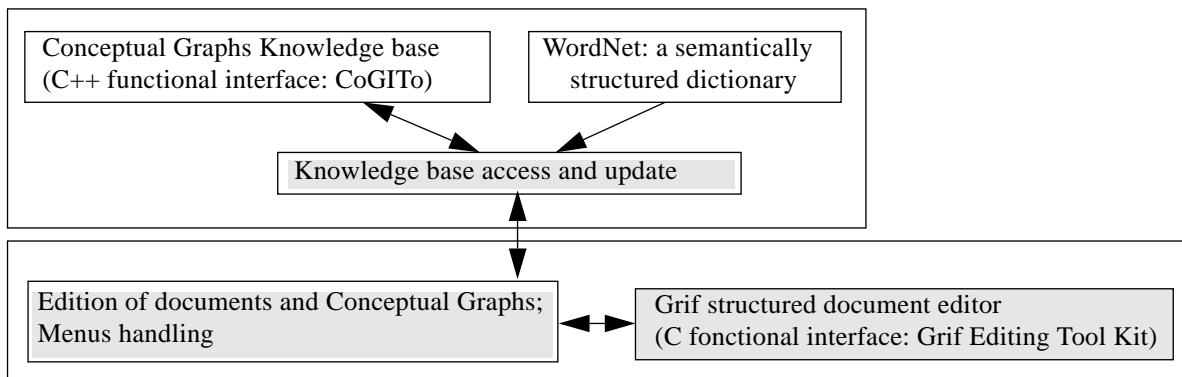 Conceptual Graphs Knowledge base
(C++ functional interface: CoGITo)
WordNet: a semantically
structured dictionary
Knowledge base access and update
Edition of documents and Conceptual Graphs;
Menus handling
Grif structured document editor
(C fonctional interface: Grif Editing Tool Kit)